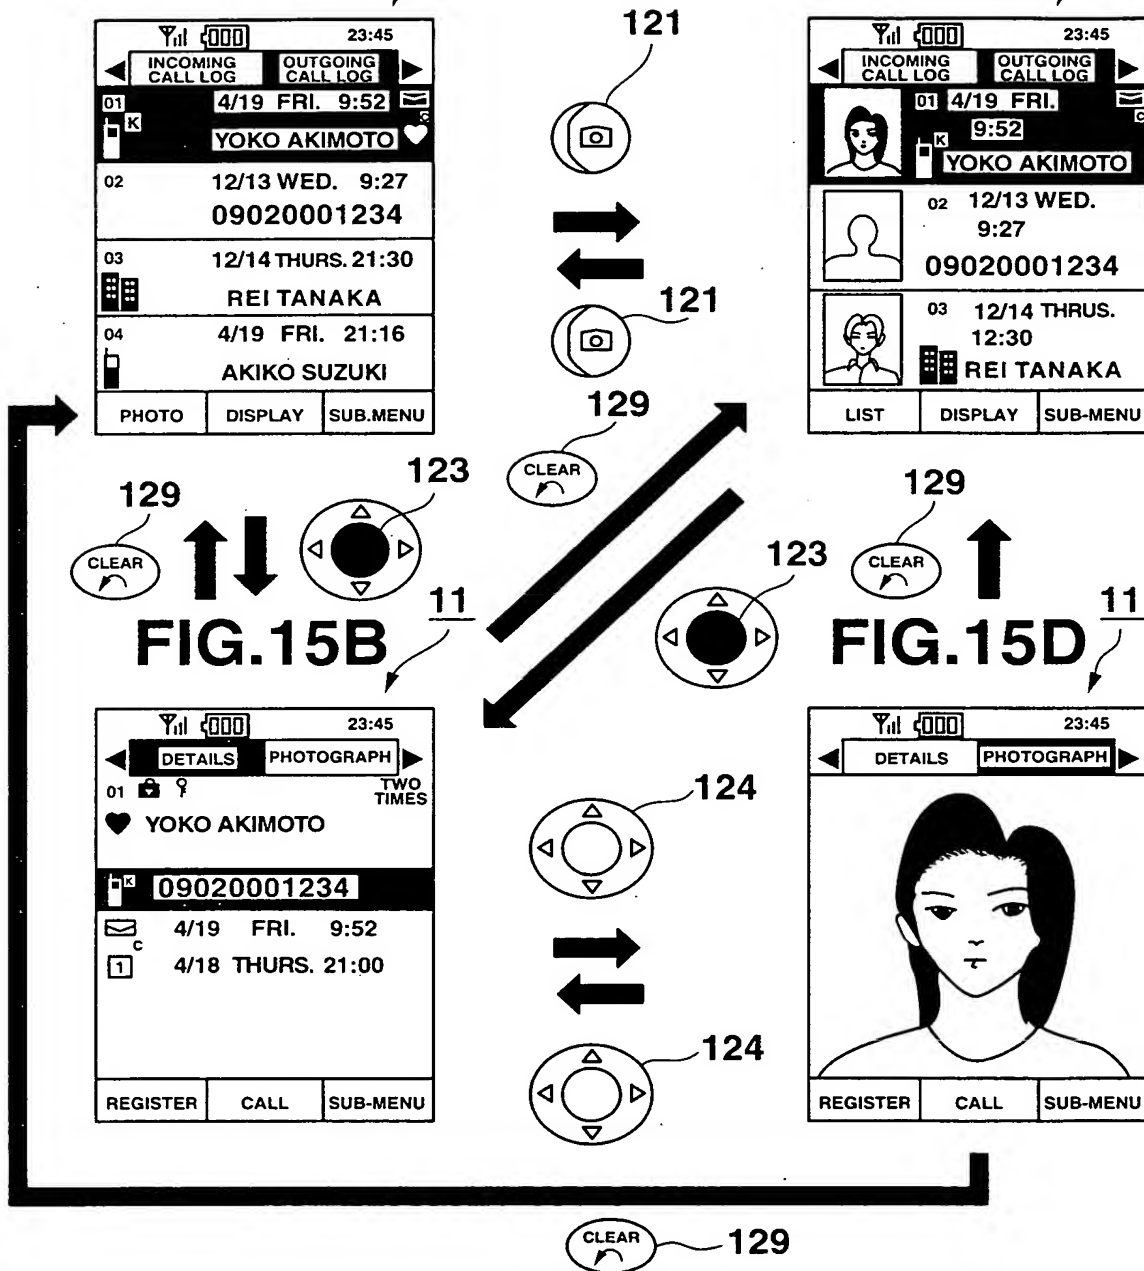 121
23:45
INCOMING CALL LOG
OUTGOING CALL LOG
01 4/19 FRI. 9:52
K C
YOKO AKIMOTO
02 12/13 WED. 9:27
09020001234
03 12/14 THURS. 21:30
REI TANAKA
04 4/19 FRI. 21:16
AKIKO SUZUKI
PHOTO DISPLAY SUB.MENU
121
129
CLEAR
23:45
INCOMING CALL LOG
OUTGOING CALL LOG
01 4/19 FRI.
C
9:52
K
YOKO AKIMOTO
02 12/13 WED.
9:27
09020001234
03 12/14 THRUS.
12:30
REI TANAKA
LIST DISPLAY SUB-MENU
129
CLEAR
123
123
129
CLEAR
FIG.15B
11
FIG.15D
11
23:45
DETAILS PHOTOGRAPH
01 TWO TIMES
YOKO AKIMOTO
K 09020001234
4/19 FRI. 9:52
C
1 4/18 THURS. 21:00
REGISTER CALL SUB-MENU
124
124
23:45
DETAILS PHOTOGRAPH
REGISTER CALL SUB-MENU
CLEAR
129